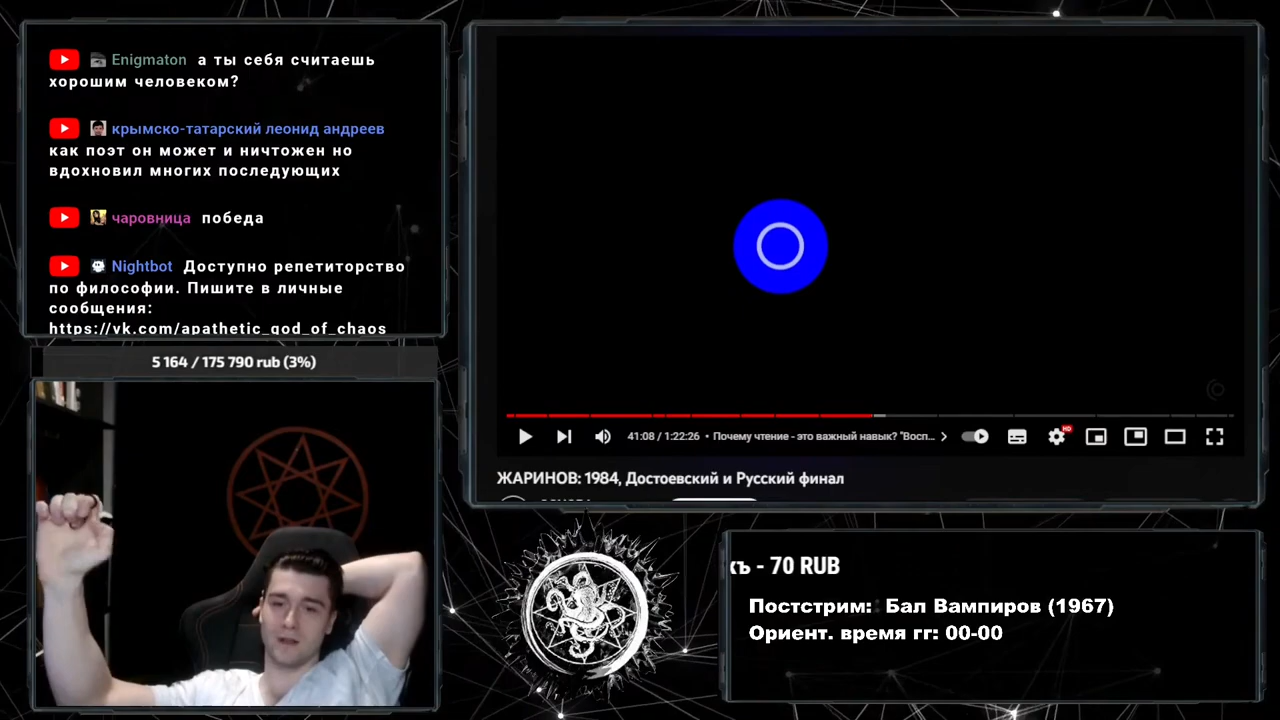 Enigmaton а ты себя считаешь
хорошим человеком?
крымско-татарский леонид андреев
как поэт он может и ничтожен но
вдохновил многих последующих
чаровница победа
Nightbot Доступно репетиторство
по философии. Пишите в личные
сообщения:
https://vk.com/apathetic_god_of_chaos
5 164 / 175 790 rub (3%)
41:08 / 1:22:26 • Почему чтение - это важный навык? "Восп...
HD
ЖАРИНОВ: 1984, Достоевский и Русский финал
къ - 70 RUB
Постстрим: Бал Вампиров (1967)
Ориент. время гг: 00-00